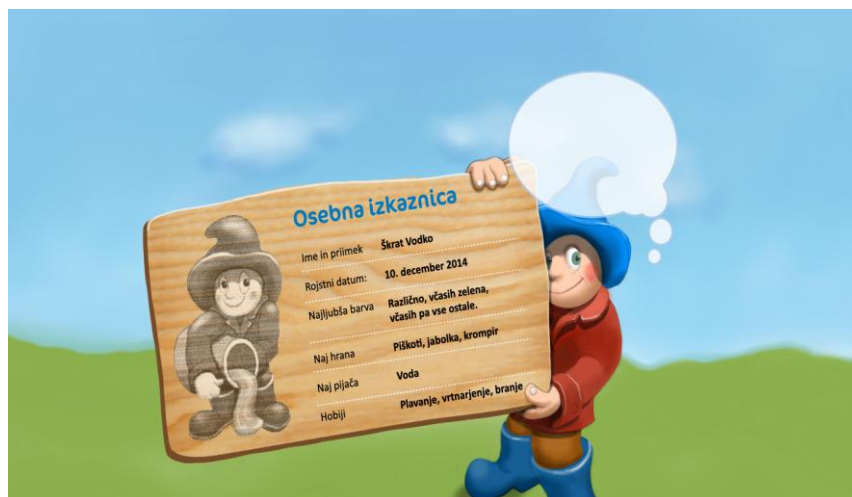 Osebna izkaznica
Ime in priimek Škrat Vodko
Rojstni datum: 10. december 2014
Najljubša barva Različno, včasih zelena,
včasih pa vse ostale.
Naj hrana Piškoti, jabolka, krompir
Naj pijača Voda
Hobiji Plavanje, vrtnarjenje, branje